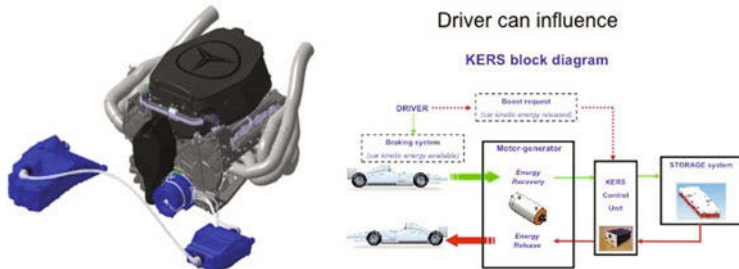 Driver can influence
KERS block diagram
DRIVER
Boost request
(car kinetic energy released)
Braking system
(car kinetic energy available)
Motor-generator
STORAGE system
Energy
Recovery
KERS
Control
Unit
Energy
Release